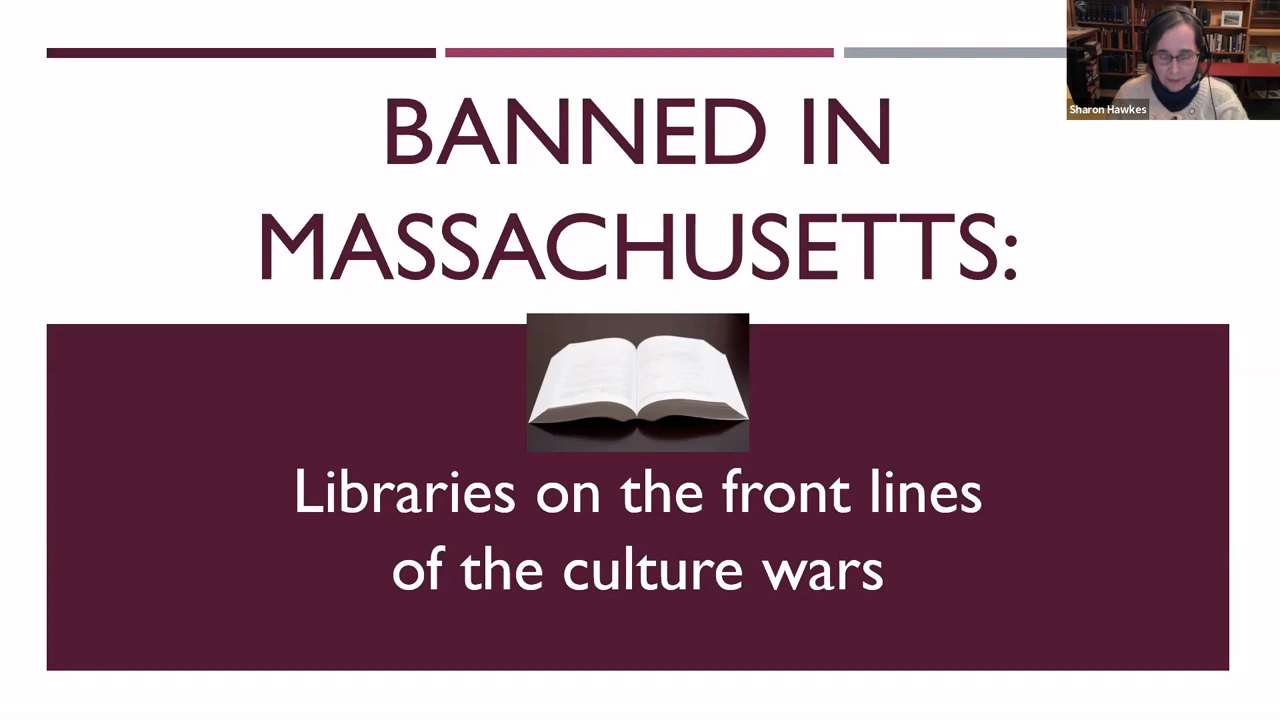 BANNED IN
MASSACHUSETTS:
Sharon Hawkes
Libraries on the front lines
of the culture wars